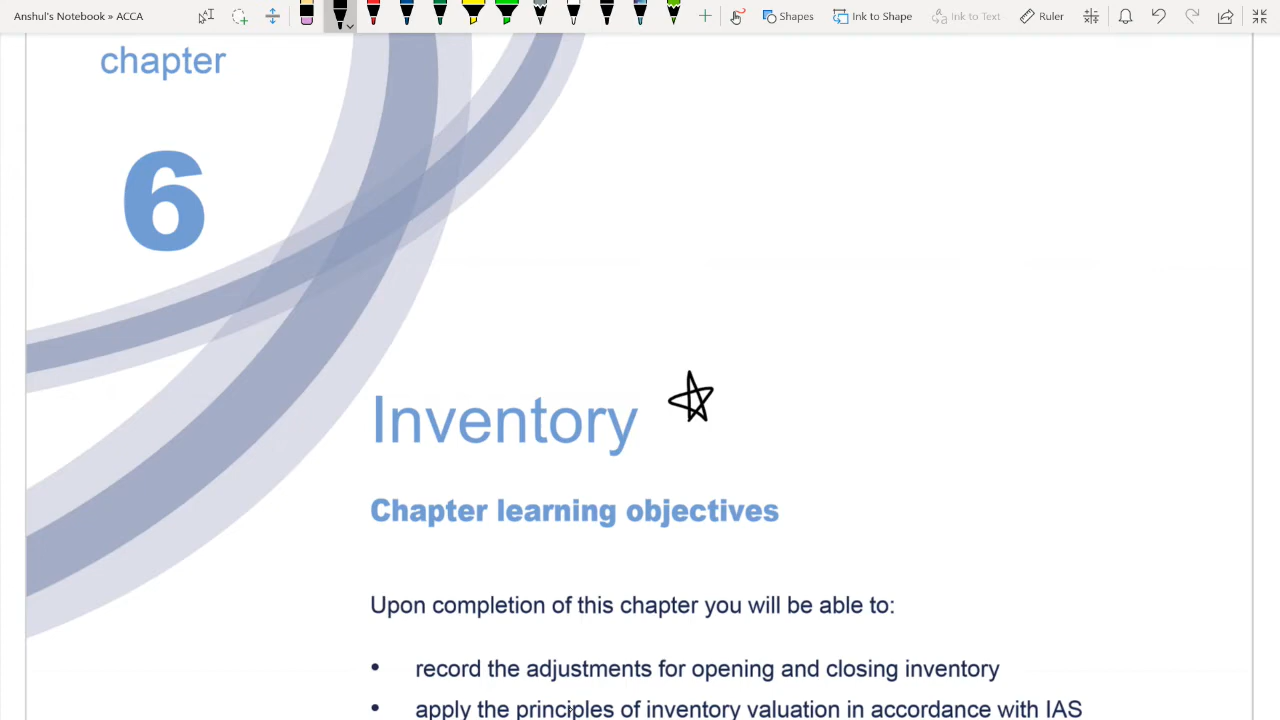 Anshul's Notebook » ACCA
Shapes
Ink to Shape
Ink to Text
Ruler
chapter
6
Inventory
Chapter learning objectives
Upon completion of this chapter you will be able to:
• record the adjustments for opening and closing inventory
• apply the principles of inventory valuation in accordance with IAS